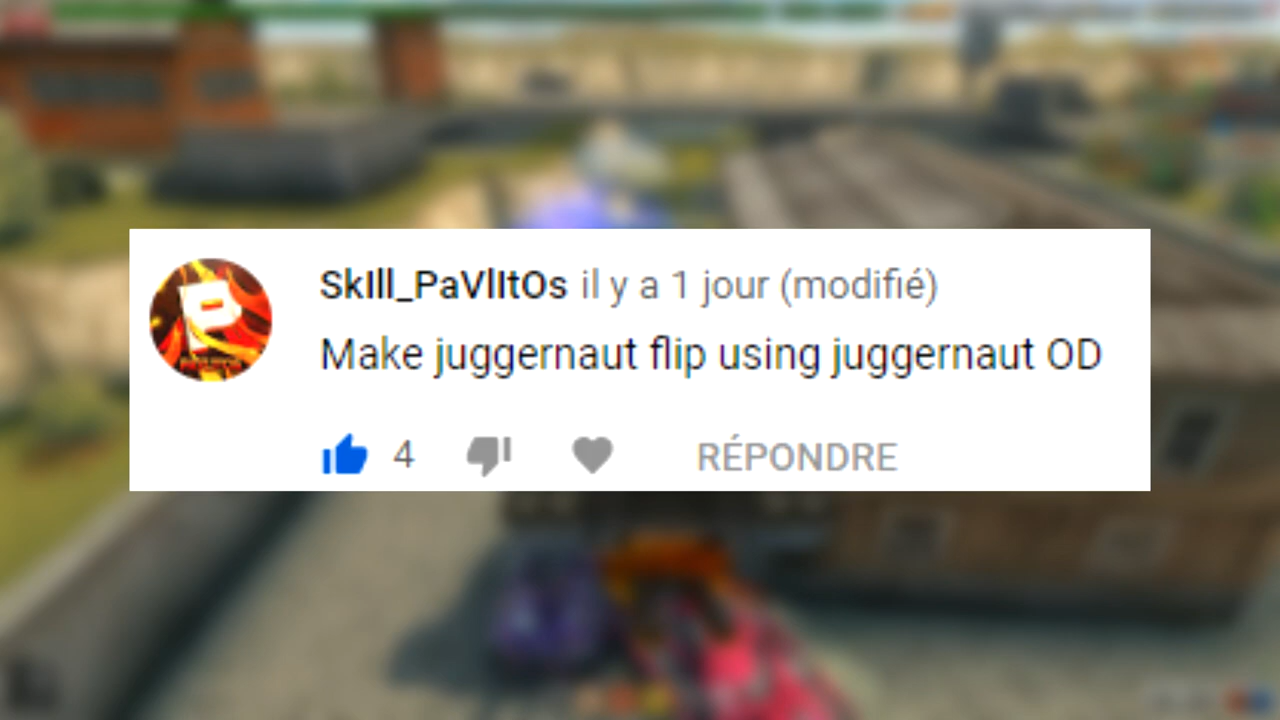 SkIll_PaVlItOs il y a 1 jour (modifié)
Make juggernaut flip using juggernaut OD
4 RÉPONDRE